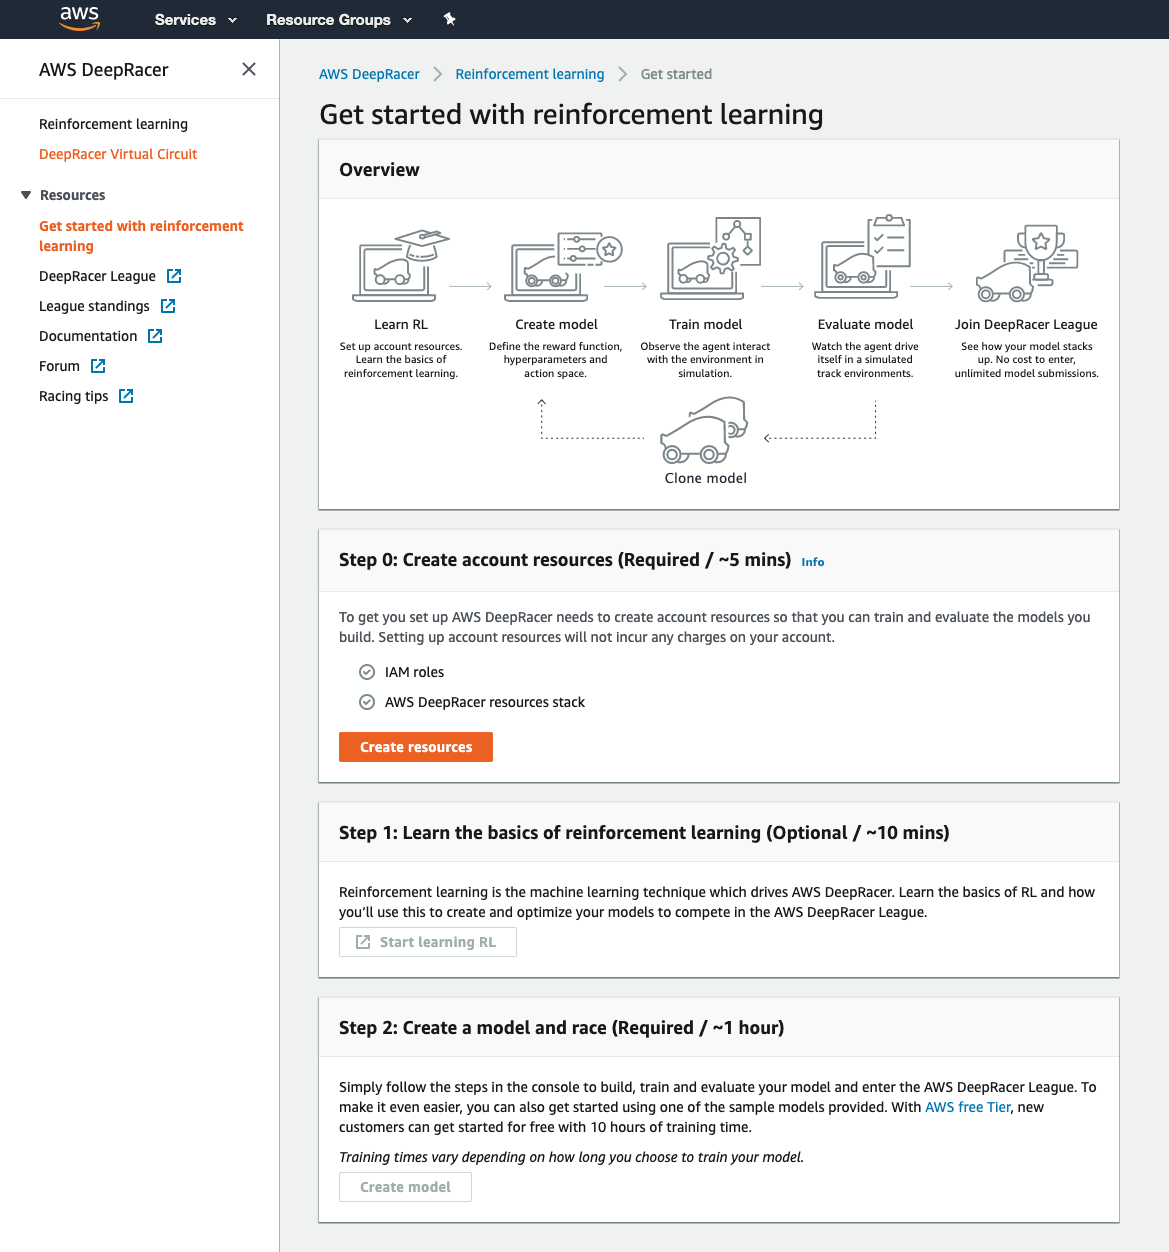 aws
Services
Resource Groups
AWS DeepRacer
Reinforcement learning
DeepRacer Virtual Circuit
Resources
Get started with reinforcement
learning
DeepRacer League
League standings
Documentation
Forum
Racing tips
AWS DeepRacer
Reinforcement learning
Get started
Get started with reinforcement learning
Overview
Learn RL
Set up account resources.
Learn the basics of
reinforcement learning.
Create model
Define the reward function,
hyperparameters and
action space.
Train model
Observe the agent interact
with the environment in
simulation.
Evaluate model
Watch the agent drive
itself in a simulated
track environments.
Join DeepRacer League
See how your model stacks
up. No cost to enter,
unlimited model submissions.
Clone model
Step 0: Create account resources (Required / ~5 mins) Info
To get you set up AWS DeepRacer needs to create account resources so that you can train and evaluate the models you
build. Setting up account resources will not incur any charges on your account.
IAM roles
AWS DeepRacer resources stack
Create resources
Step 1: Learn the basics of reinforcement learning (Optional / ~10 mins)
Reinforcement learning is the machine learning technique which drives AWS DeepRacer. Learn the basics of RL and how
you'll use this to create and optimize your models to compete in the AWS DeepRacer League.
Start learning RL
Step 2: Create a model and race (Required / ~1 hour)
Simply follow the steps in the console to build, train and evaluate your model and enter the AWS DeepRacer League. To
make it even easier, you can also get started using one of the sample models provided. With AWS free Tier, new
customers can get started for free with 10 hours of training time.
Training times vary depending on how long you choose to train your model.
Create model